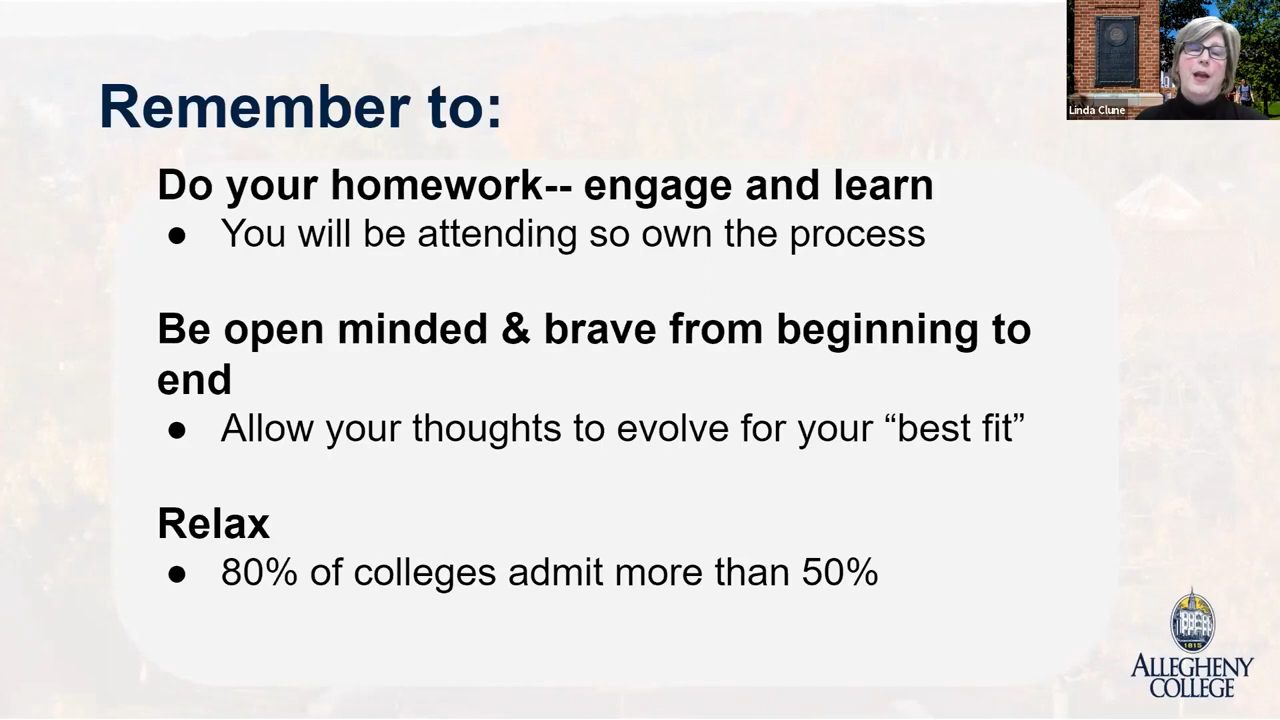 Remember to:
Do your homework-- engage and learn
● You will be attending so own the process
Be open minded & brave from beginning to
end
● Allow your thoughts to evolve for your “best fit”
Relax
● 80% of colleges admit more than 50%
Linda Clune
1815
ALLEGHENY
COLLEGE